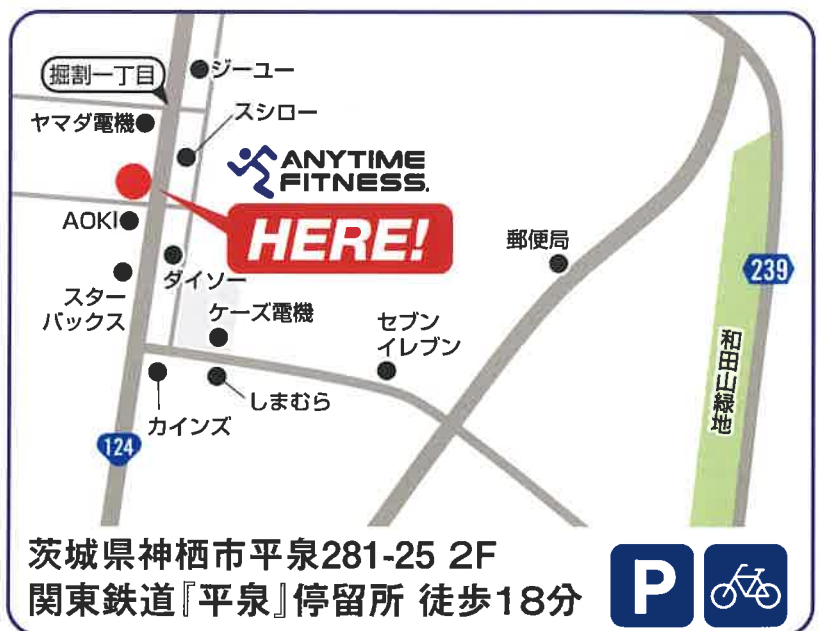 掘割一丁目
ジーユー
ヤマダ電機
スシロー
ANYTIME
FITNESS.
HERE!
AOKI
郵便局
239
ダイソー
スター
バックス
ケーズ電機
セブン
イレブン
和田山緑地
しまむら
カインズ
124
茨城県神栖市平泉281-25 2F
関東鉄道『平泉』停留所 徒歩18分
P